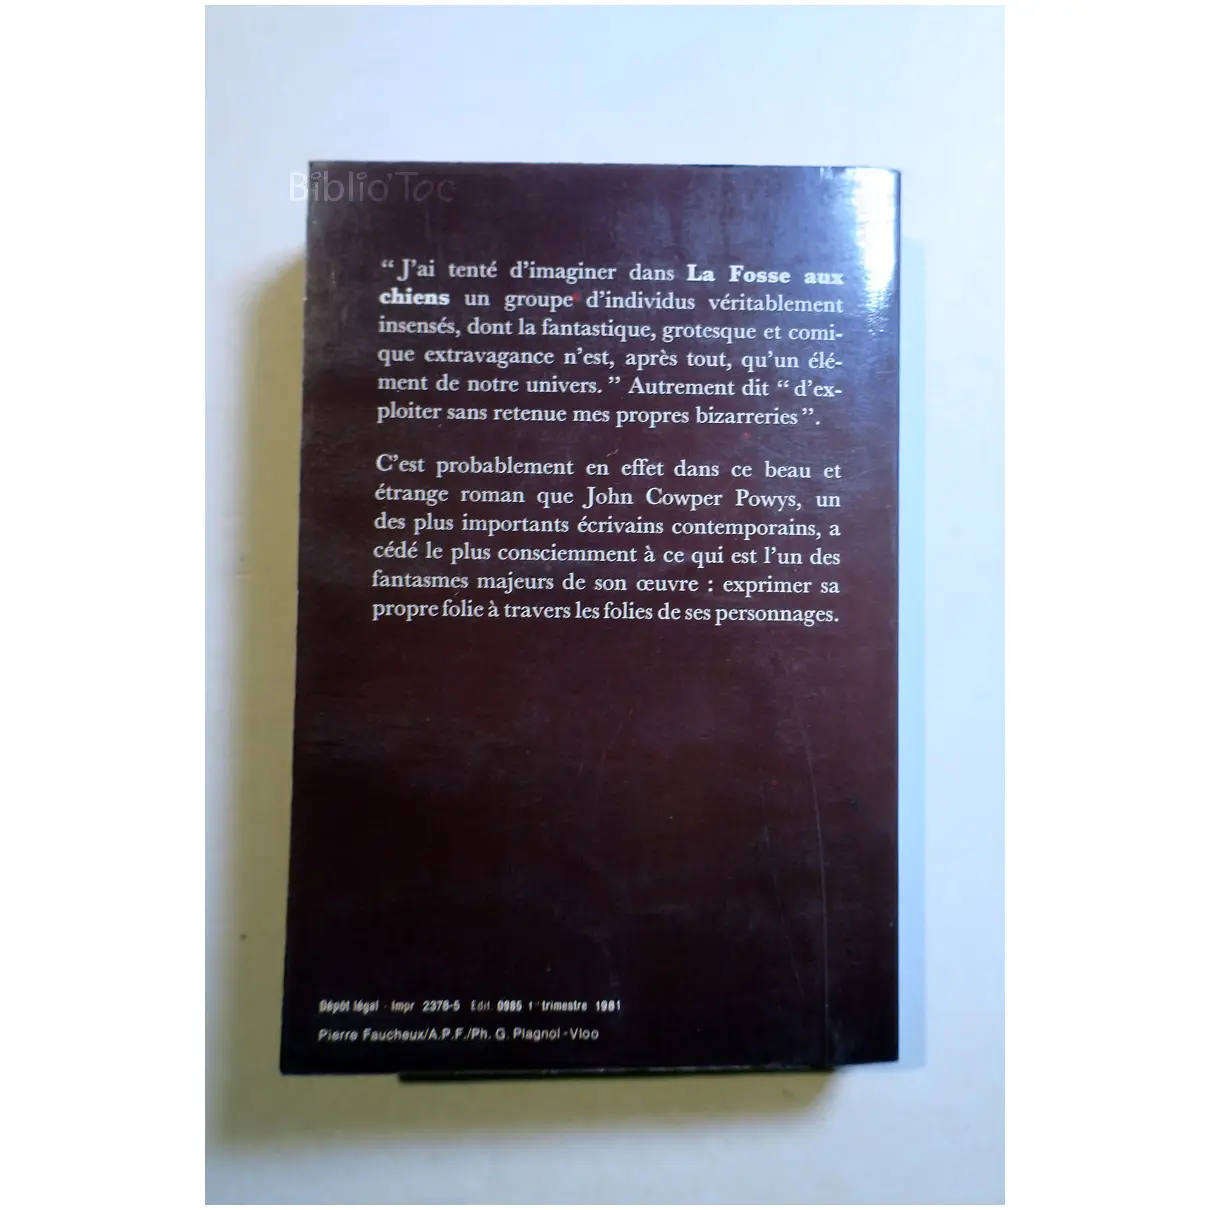 Biblio'Toc
“ J’ai tenté d’imaginer dans La Fosse aux
chiens un groupe d’individus véritablement
insensés, dont la fantastique, grotesque et comi-
que extravagance n’est, après tout, qu’un élé-
ment de notre univers. ” Autrement dit “ d’ex-
ploiter sans retenue mes propres bizarreries ”.
C’est probablement en effet dans ce beau et
étrange roman que John Cowper Powys, un
des plus importants écrivains contemporains, a
cédé le plus consciemment à ce qui est l’un des
fantasmes majeurs de son œuvre : exprimer sa
propre folie à travers les folies de ses personnages.
Dépôt légal - Impr 2378-5 Edit. 0985 1er trimestre 1981
Pierre Faucheux/A.P.F./Ph. G. Plagnol - Vloo